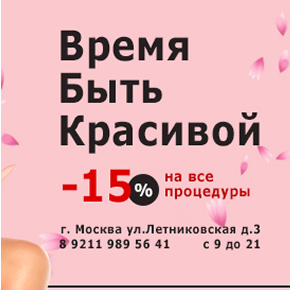 Время
Быть
Красивой
-15% на все
процедуры
г. Москва ул.Летниковская д.3
8 9211 989 56 41 с 9 до 21